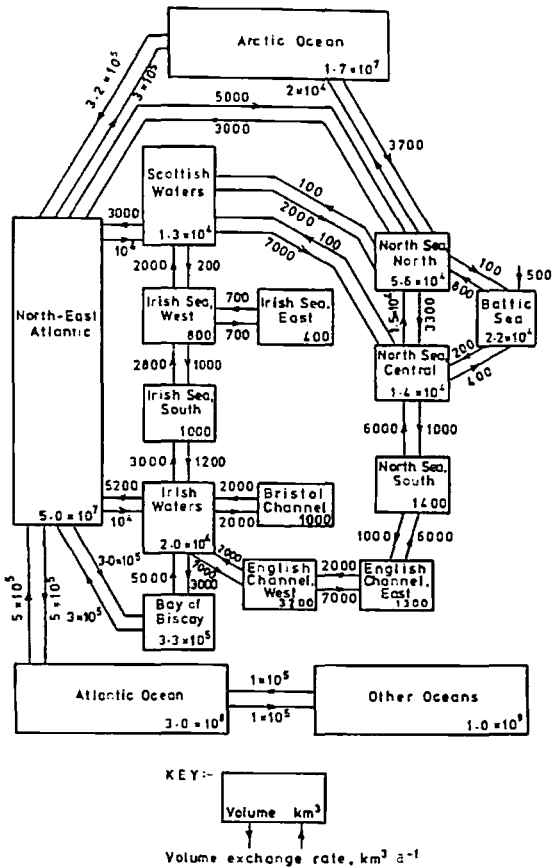 Arctic Ocean
1·7×10⁷
3·2×10⁵
3×10⁵
2×10⁴
5000
3000
3700
Scottish
Waters
1·3×10⁴
100
2000
100
7000
3000
10⁴
2000
200
North Sea,
North
5·6×10⁴
100
800
500
Baltic
Sea
2·2×10⁴
North-East
Atlantic
5·0×10⁷
Irish Sea,
West
800
700
700
Irish Sea,
East
400
1·5×10⁴
3300
200
400
North Sea,
Central
1·4×10⁴
2800
1000
Irish Sea,
South
1000
6000
1000
North Sea,
South
1400
3000
1200
5200
10⁴
Irish
Waters
2·0×10⁴
2000
2000
Bristol
Channel
1000
1000
5000
2000
7000
English
Channel,
West
2000
7000
English
Channel, East
1300
3·0×10⁵
3×10⁵
5000
3000
Bay of
Biscay
3·3×10⁵
5×10⁵
5×10⁵
Atlantic Ocean
3·0×10⁸
1×10⁵
1×10⁵
Other Oceans
1·0×10⁹
KEY:-
Volume km³
Volume exchange rate, km³ a⁻¹